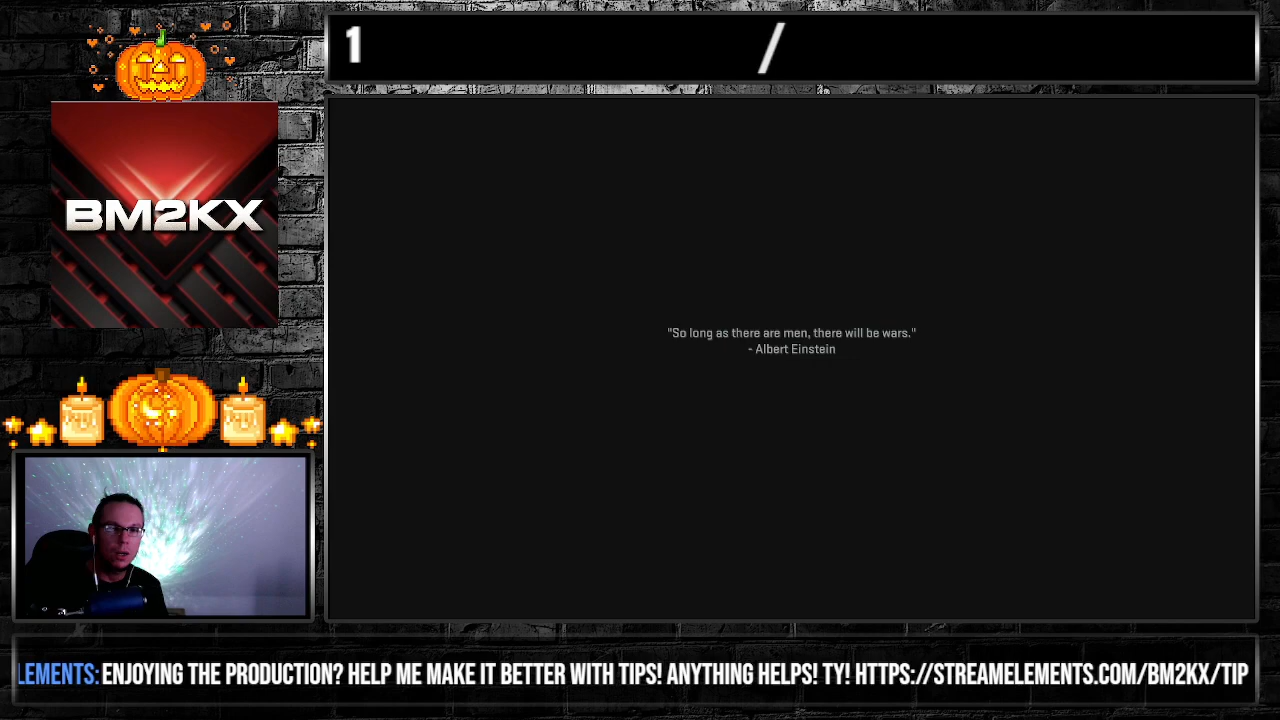 1 /
BM2KX
"So long as there are men, there will be wars."
- Albert Einstein
LEMENTS: ENJOYING THE PRODUCTION? HELP ME MAKE IT BETTER WITH TIPS! ANYTHING HELPS! TY! HTTPS://STREAMELEMENTS.COM/BM2KX/TIP